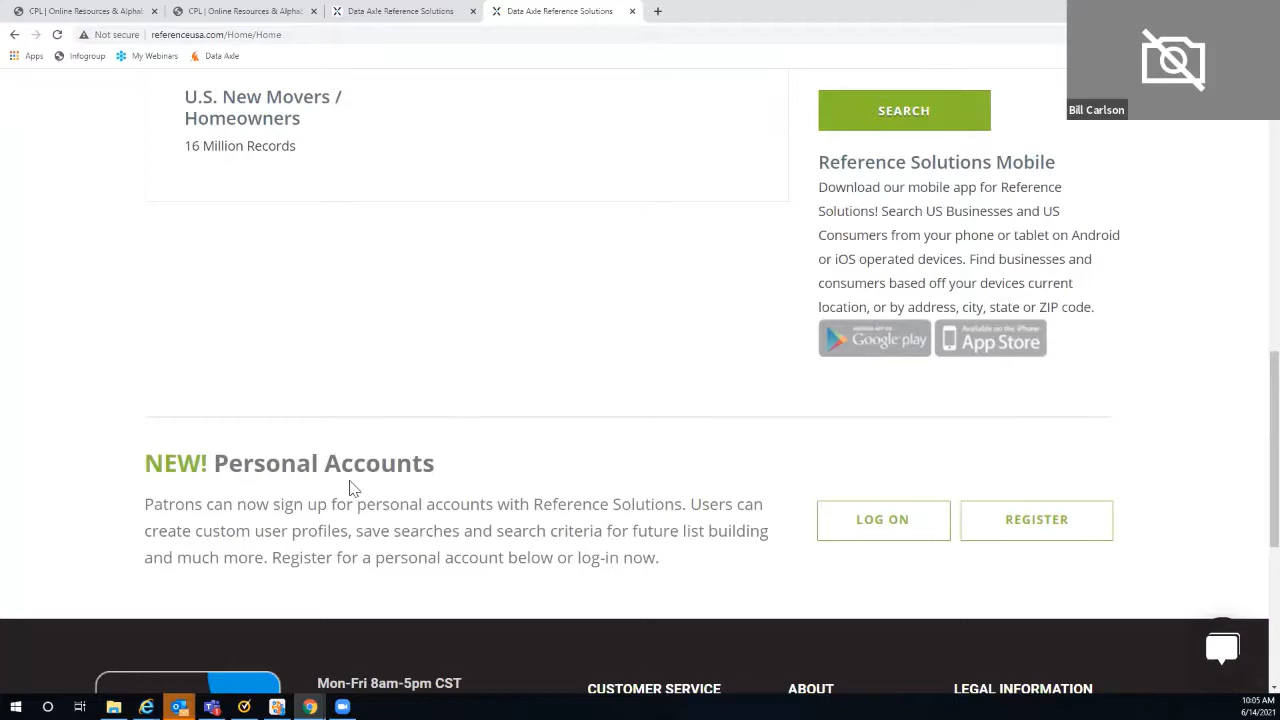 CPL | Online Resources & Alphab
CPL | Online Resources & Alphab
Data Axle Reference Solutions
Data Axle Reference Solutions
Not secure
referenceusa.com/Home/Home
Apps
Infogroup
My Webinars
Data Axle
Bill Carlson
U.S. New Movers /
Homeowners
16 Million Records
SEARCH
Reference Solutions Mobile
Download our mobile app for Reference
Solutions! Search US Businesses and US
Consumers from your phone or tablet on Android
or iOS operated devices. Find businesses and
consumers based off your devices current
location, or by address, city, state or ZIP code.
ANDROID APP ON
Google play
Available on the iPhone
App Store
NEW! Personal Accounts
Patrons can now sign up for personal accounts with Reference Solutions. Users can
create custom user profiles, save searches and search criteria for future list building
and much more. Register for a personal account below or log-in now.
LOG ON
REGISTER
Mon-Fri 8am-5pm CST
CUSTOMER SERVICE
ABOUT
LEGAL INFORMATION
10:05 AM
6/14/2021